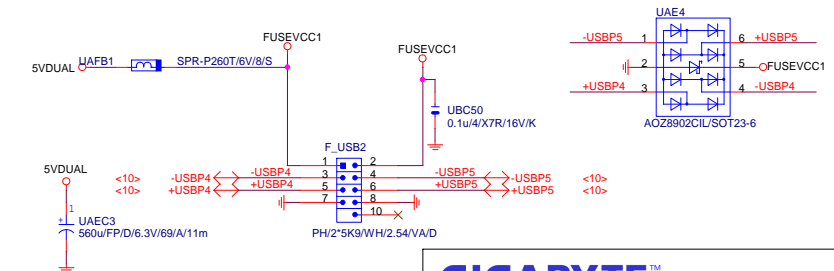 UAFB1 SPR-P260T/6V/8/S
5VDUAL
FUSEVCC1
FUSEVCC1
UBC50
0.1u/4/X7R/16V/K
UAE4
-USBP5 1 6 +USBP5
2 5 FUSEVCC1
+USBP4 3 4 -USBP4
AOZ8902CIL/SOT23-6
F_USB2
1 2
<10> -USBP4 -USBP4 3 4 -USBP5 -USBP5 <10>
<10> +USBP4 +USBP4 5 6 +USBP5 +USBP5 <10>
7 8
10
PH/2*5K9/WH/2.54/VA/D
5VDUAL
1
+
UAEC3
560u/FP/D/6.3V/69/A/11m
GIGABYTE™